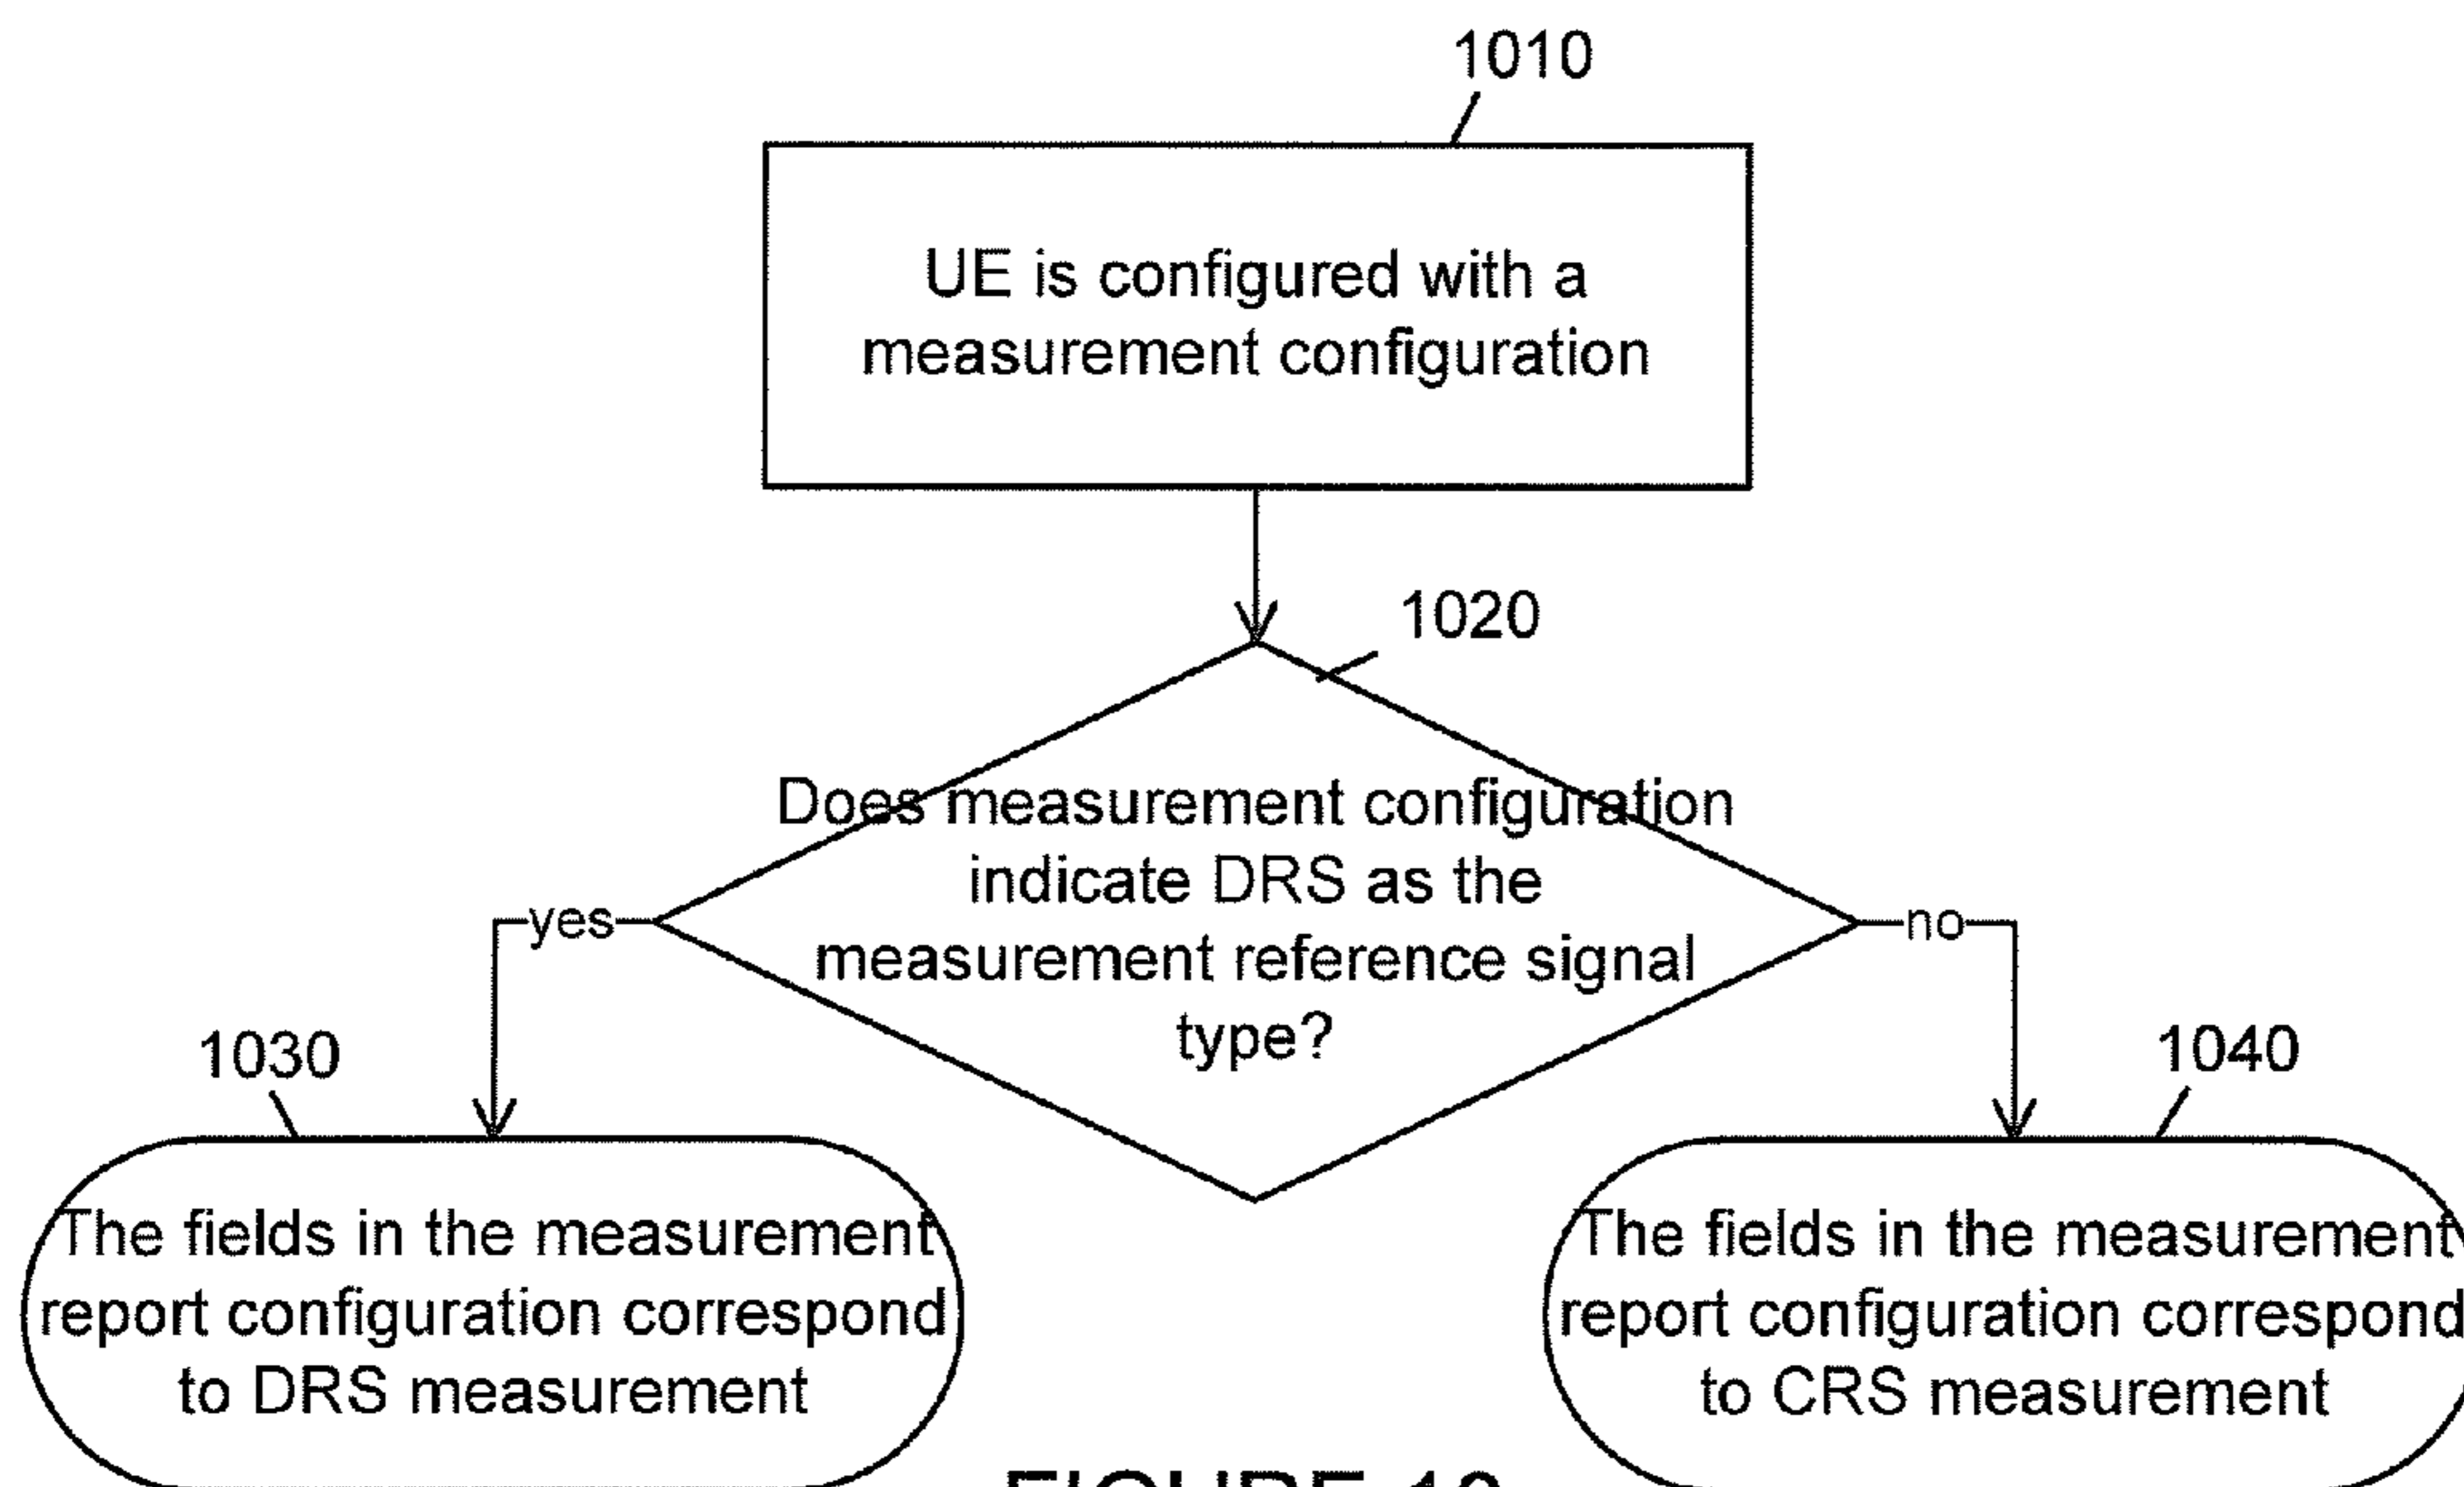 1010
UE is configured with a
measurement configuration
1020
Does measurement configuration
indicate DRS as the
measurement reference signal
type?
yes
no
1030
1040
The fields in the measurement
report configuration correspond
to DRS measurement
The fields in the measurement
report configuration correspond
to CRS measurement
FIGURE 10